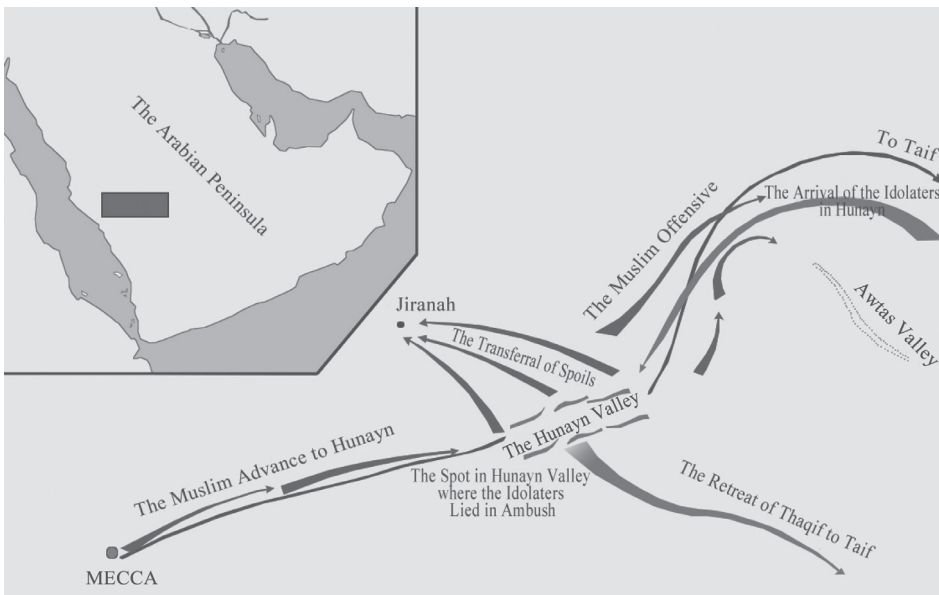 The Arabian Peninsula
To Taif
The Arrival of the Idolaters
in Hunayn
The Muslim Offensive
Awtas Valley
Jiranah
The Transferral of Spoils
The Hunayn Valley
The Muslim Advance to Hunayn
The Spot in Hunayn Valley
where the Idolaters
Lied in Ambush
The Retreat of Thaqif to Taif
MECCA